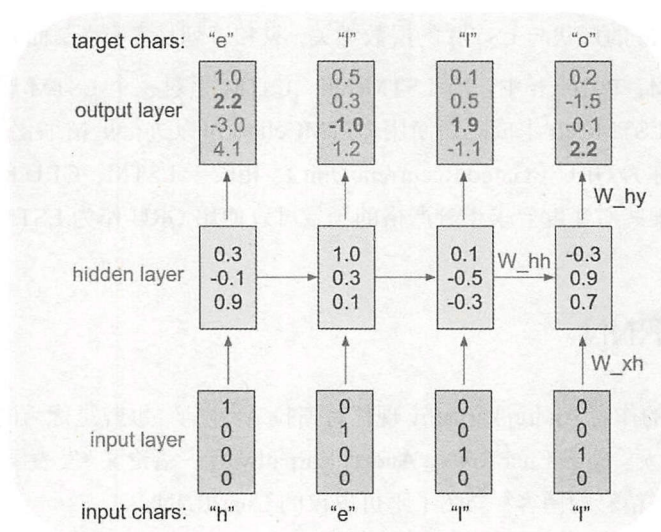 target chars: "e" "l" "l" "o"
1.0 0.5 0.1 0.2
output layer 2.2 0.3 0.5 -1.5
-3.0 -1.0 1.9 -0.1
4.1 1.2 -1.1 2.2
W_hy
0.3 1.0 0.1 -0.3
hidden layer -0.1 0.3 -0.5 W_hh 0.9
0.9 0.1 -0.3 0.7
W_xh
1 0 0 0
input layer 0 1 0 0
0 0 1 1
0 0 0 0
input chars: "h" "e" "l" "l"